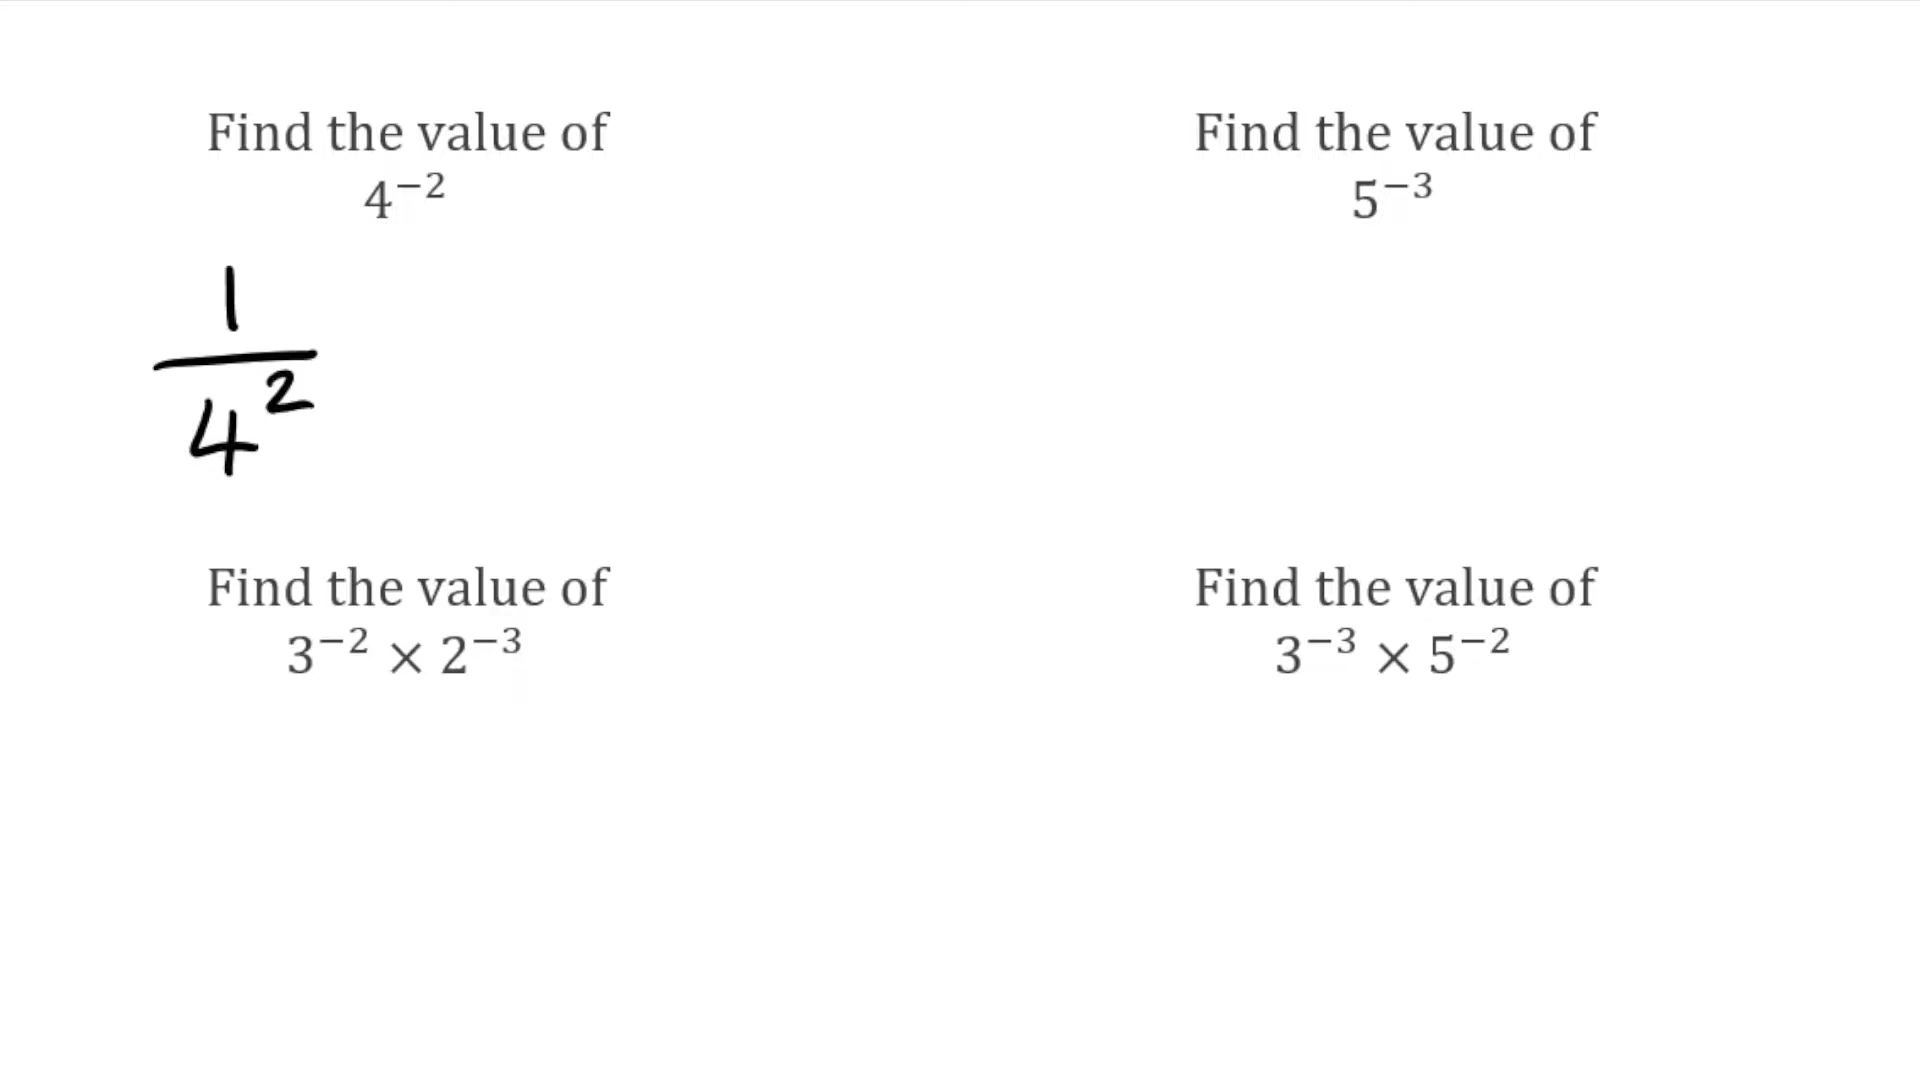 Find the value of
4⁻²
1
4²
Find the value of
5⁻³
Find the value of
3⁻² × 2⁻³
Find the value of
3⁻³ × 5⁻²